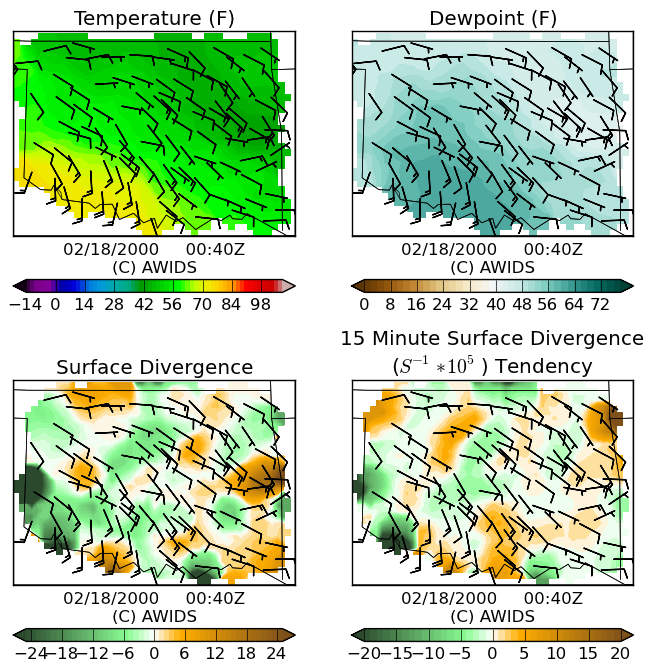 Temperature (F)
Dewpoint (F)
02/18/2000 00:40Z
(C) AWIDS
02/18/2000 00:40Z
(C) AWIDS
−14 0 14 28 42 56 70 84 98
0 8 16 24 32 40 48 56 64 72
Surface Divergence
15 Minute Surface Divergence
(S⁻¹ *10⁵ ) Tendency
02/18/2000 00:40Z
(C) AWIDS
02/18/2000 00:40Z
(C) AWIDS
−24 −18 −12 −6 0 6 12 18 24
−20 −15 −10 −5 0 5 10 15 20